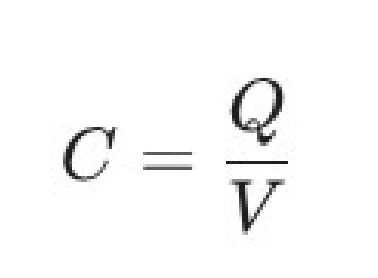 C = Q/V